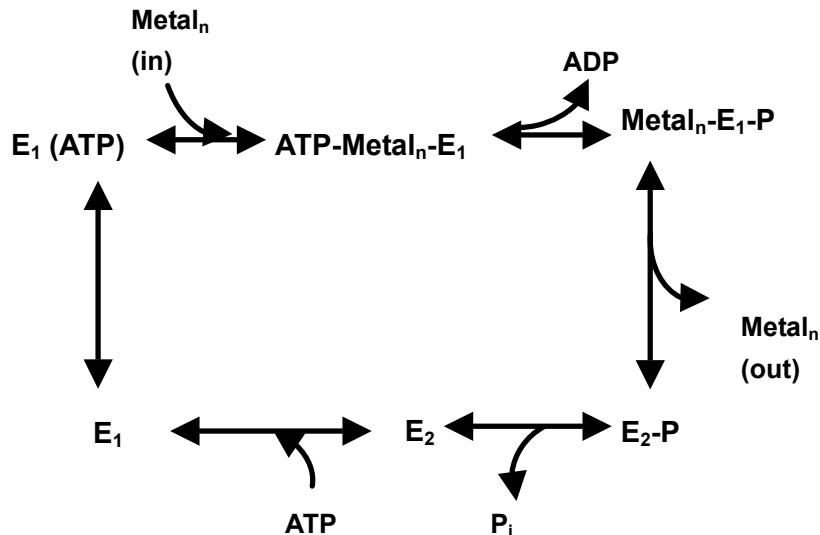 Metalₙ
(in)
ADP
E₁ (ATP)
ATP-Metalₙ-E₁
Metalₙ-E₁-P
Metalₙ
(out)
E₁
E₂
E₂-P
ATP
Pᵢ